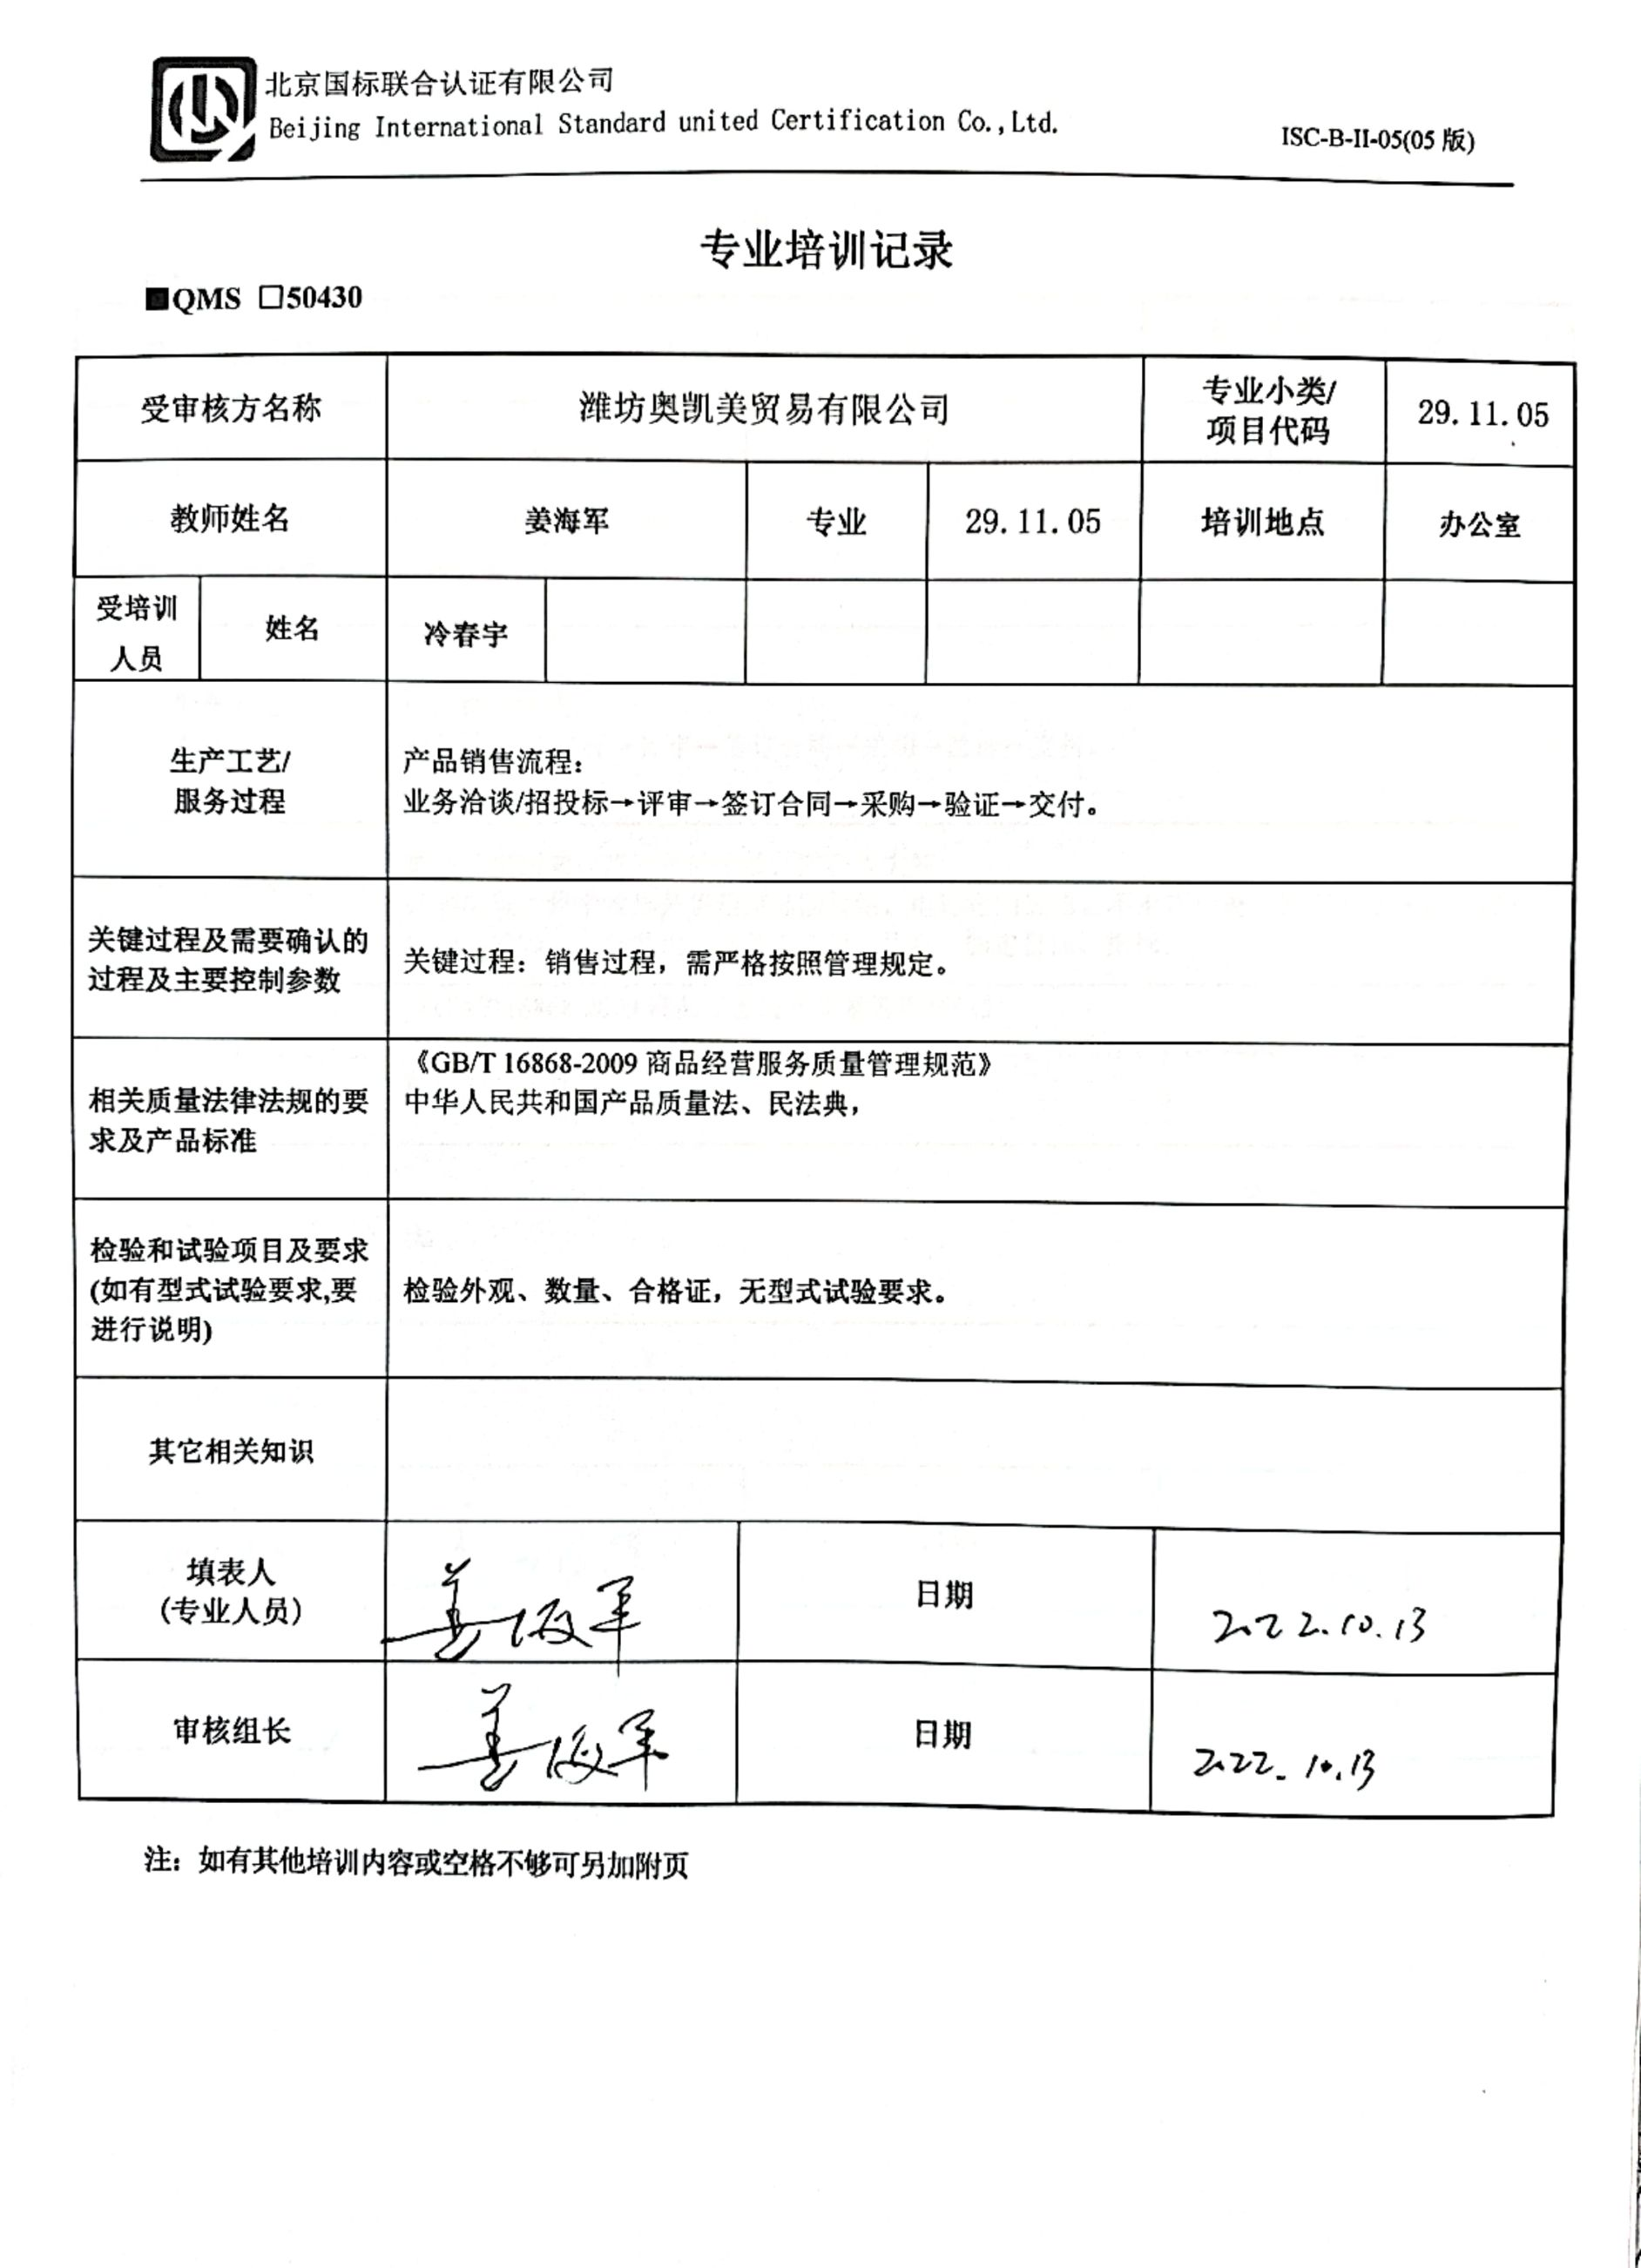 北京国标联合认证有限公司
Beijing International Standard united Certification Co.,Ltd.
ISC-B-II-05(05 版)
专业培训记录
■QMS □50430
受审核方名称
潍坊奥凯美贸易有限公司
专业小类/
项目代码
29.11.05
教师姓名
姜海军
专业
29.11.05
培训地点
办公室
受培训
人员
姓名
冷春宇
生产工艺/
服务过程
产品销售流程:
业务洽谈/招投标→评审→签订合同→采购→验证→交付。
关键过程及需要确认的
过程及主要控制参数
关键过程: 销售过程，需严格按照管理规定。
相关质量法律法规的要
求及产品标准
《GB/T 16868-2009 商品经营服务质量管理规范》
中华人民共和国产品质量法、民法典，
检验和试验项目及要求
(如有型式试验要求,要
进行说明)
检验外观、数量、合格证，无型式试验要求。
其它相关知识
填表人
(专业人员)
姜海军
日期
2022.10.13
审核组长
姜海军
日期
2022.10.13
注: 如有其他培训内容或空格不够可另加附页